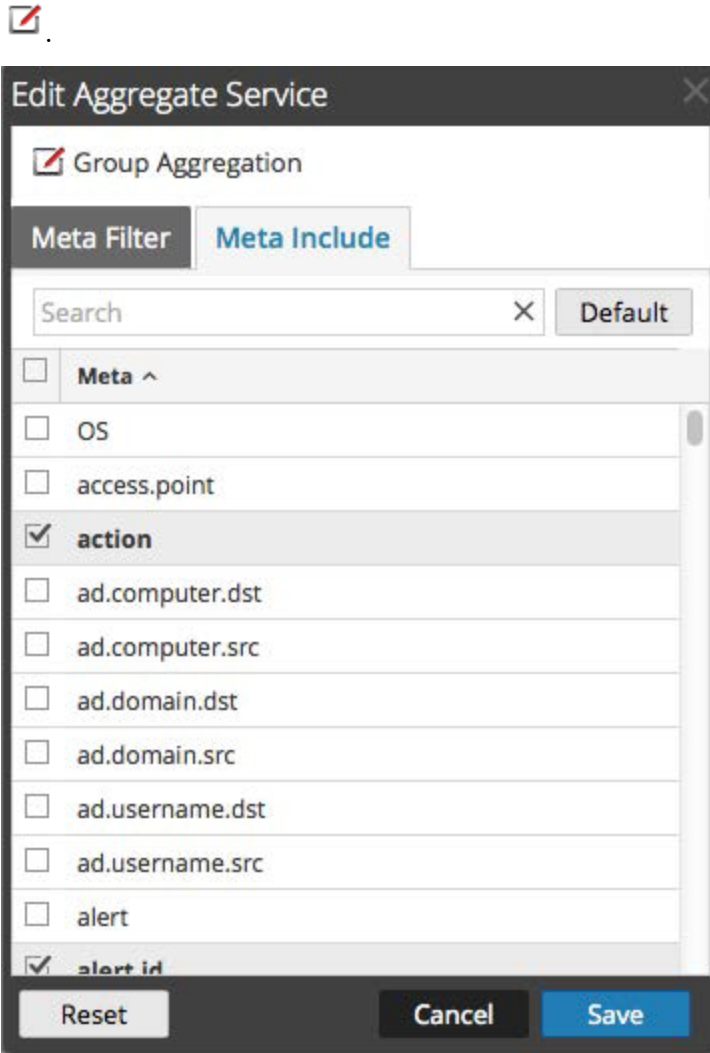 .
Edit Aggregate Service
Group Aggregation
Meta Filter Meta Include
Search Default
Meta
OS
access.point
action
ad.computer.dst
ad.computer.src
ad.domain.dst
ad.domain.src
ad.username.dst
ad.username.src
alert
alert.id
Reset Cancel Save